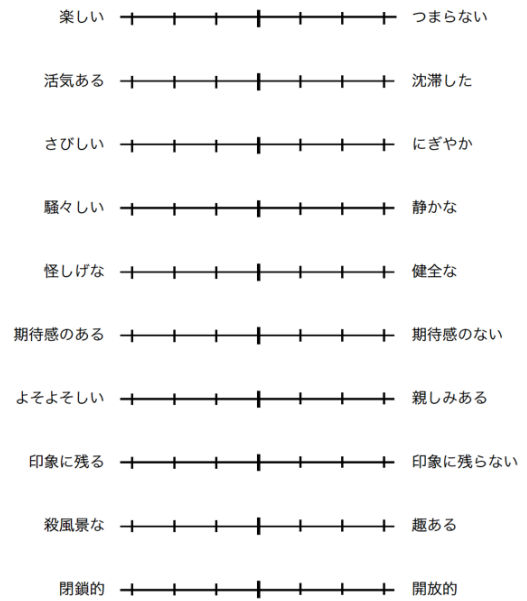 楽しい つまらない
活気ある 沈滞した
さびしい にぎやか
騒々しい 静かな
怪しげな 健全な
期待感のある 期待感のない
よそよそしい 親しみある
印象に残る 印象に残らない
殺風景な 趣ある
閉鎖的 開放的